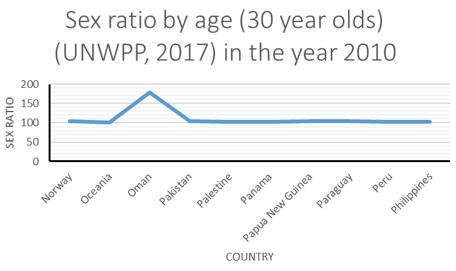 Sex ratio by age (30 year olds)
(UNWPP, 2017) in the year 2010
SEX RATIO
200
150
100
50
0
Norway
Oceania
Oman
Pakistan
Palestine
Panama
Papua New Guinea
Paraguay
Peru
Philippines
COUNTRY